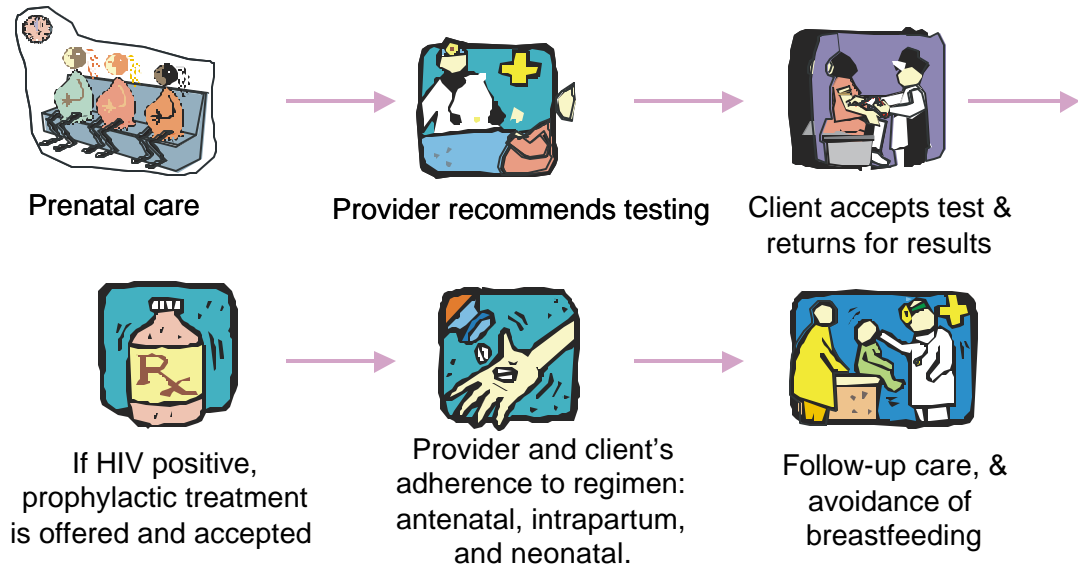 Prenatal care
Provider recommends testing
Client accepts test &
returns for results
Rx
If HIV positive,
prophylactic treatment
is offered and accepted
Provider and client's
adherence to regimen:
antenatal, intrapartum,
and neonatal.
Follow-up care, &
avoidance of
breastfeeding